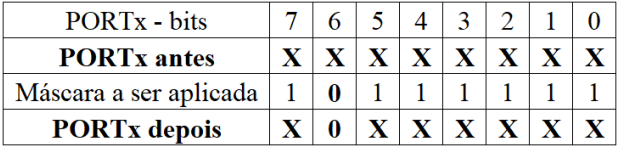 PORTx - bits 7 6 5 4 3 2 1 0
PORTx antes X X X X X X X X
Máscara a ser aplicada 1 0 1 1 1 1 1 1
PORTx depois X 0 X X X X X X